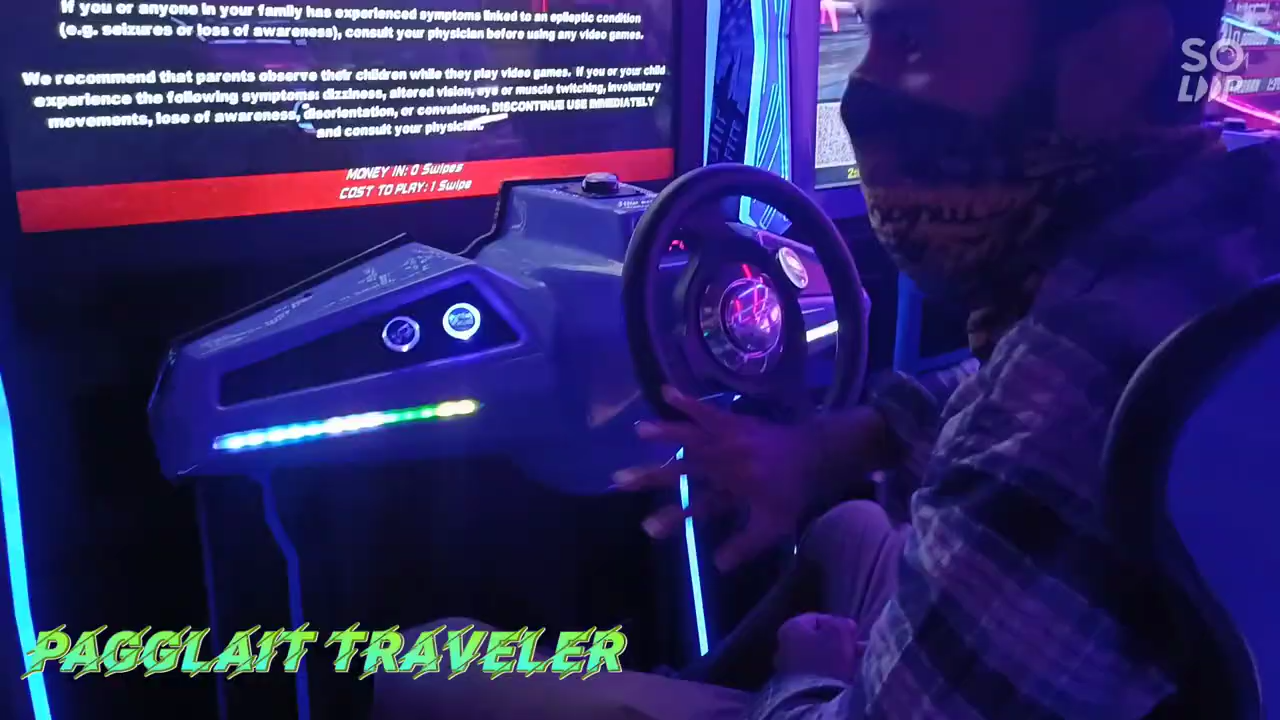 If you or anyone in your family has experienced symptoms linked to an epileptic condition
(e.g. seizures or loss of awareness), consult your physician before using any video games.
We recommend that parents observe their children while they play video games. If you or your child
experience the following symptoms: dizziness, altered vision, eye or muscle twitching, involuntary
movements, loss of awareness, disorientation, or convulsions, DISCONTINUE USE IMMEDIATELY
and consult your physician.
MONEY IN: 0 Swipes
COST TO PLAY: 1 Swipe
SO
LIIP
PAGGLAIT TRAVELER